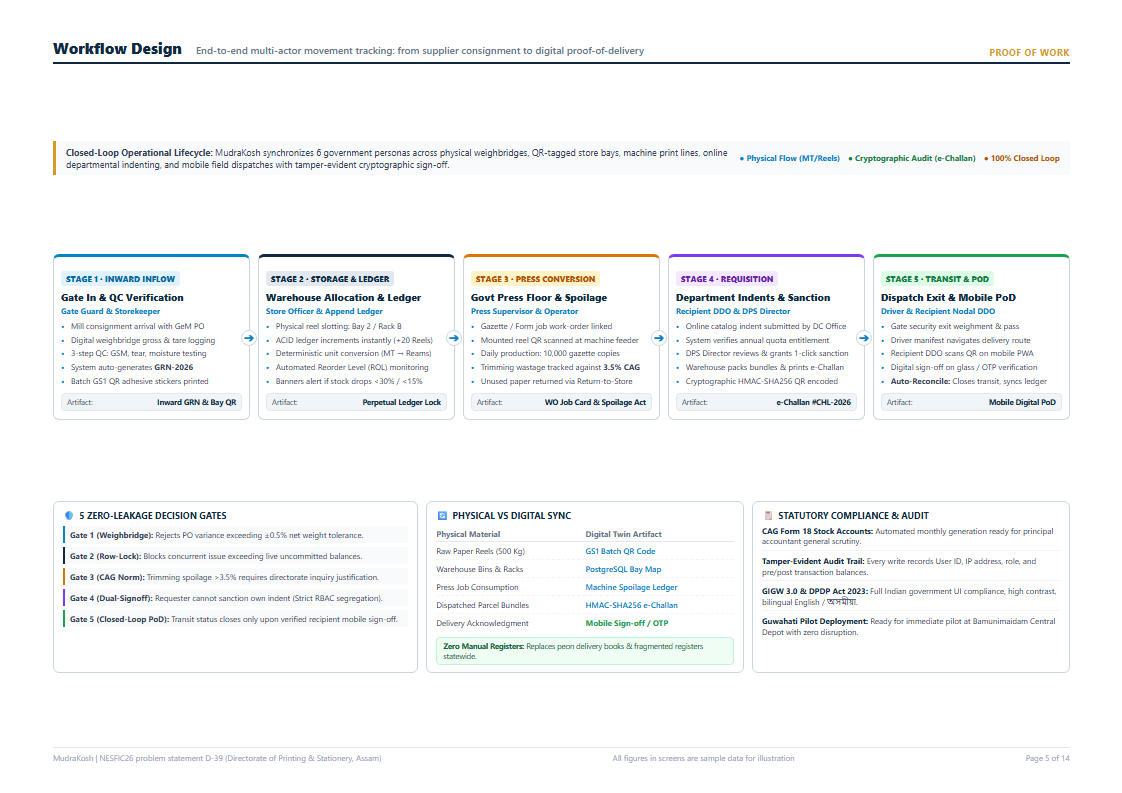 Workflow Design
End-to-end multi-actor movement tracking: from supplier consignment to digital proof-of-delivery
PROOF OF WORK
Closed-Loop Operational Lifecycle: MudraKosh synchronizes 6 government personas across physical weighbridges, QR-tagged store bays, machine print lines, online
departmental indenting, and mobile field dispatches with tamper-evident cryptographic sign-off.
● Physical Flow (MT/Reels) ● Cryptographic Audit (e-Challan) ● 100% Closed Loop
STAGE 1 · INWARD INFLOW
Gate In & QC Verification
Gate Guard & Storekeeper
• Mill consignment arrival with GeM PO
• Digital weighbridge gross & tare logging
• 3-step QC: GSM, tear, moisture testing
• System auto-generates GRN-2026
• Batch GS1 QR adhesive stickers printed
Artifact: Inward GRN & Bay QR
➔
STAGE 2 · STORAGE & LEDGER
Warehouse Allocation & Ledger
Store Officer & Append Ledger
• Physical reel slotting: Bay 2 / Rack B
• ACID ledger increments instantly (+20 Reels)
• Deterministic unit conversion (MT → Reams)
• Automated Reorder Level (ROL) monitoring
• Banners alert if stock drops <30% / <15%
Artifact: Perpetual Ledger Lock
➔
STAGE 3 · PRESS CONVERSION
Govt Press Floor & Spoilage
Press Supervisor & Operator
• Gazette / Form job work-order linked
• Mounted reel QR scanned at machine feeder
• Daily production: 10,000 gazette copies
• Trimming wastage tracked against 3.5% CAG
• Unused paper returned via Return-to-Store
Artifact: WO Job Card & Spoilage Act
➔
STAGE 4 · REQUISITION
Department Indents & Sanction
Recipient DDO & DPS Director
• Online catalog indent submitted by DC Office
• System verifies annual quota entitlement
• DPS Director reviews & grants 1-click sanction
• Warehouse packs bundles & prints e-Challan
• Cryptographic HMAC-SHA256 QR encoded
Artifact: e-Challan #CHL-2026
➔
STAGE 5 · TRANSIT & POD
Dispatch Exit & Mobile PoD
Driver & Recipient Nodal DDO
• Gate security exit weighment & pass
• Driver manifest navigates delivery route
• Recipient DDO scans QR on mobile PWA
• Digital sign-off on glass / OTP verification
• Auto-Reconcile: Closes transit, syncs ledger
Artifact: Mobile Digital PoD
5 ZERO-LEAKAGE DECISION GATES
Gate 1 (Weighbridge): Rejects PO variance exceeding ±0.5% net weight tolerance.
Gate 2 (Row-Lock): Blocks concurrent issue exceeding live uncommitted balances.
Gate 3 (CAG Norm): Trimming spoilage >3.5% requires directorate inquiry justification.
Gate 4 (Dual-Signoff): Requester cannot sanction own indent (Strict RBAC segregation).
Gate 5 (Closed-Loop PoD): Transit status closes only upon verified recipient mobile sign-off.
PHYSICAL VS DIGITAL SYNC
Physical Material Digital Twin Artifact
Raw Paper Reels (500 Kg) GS1 Batch QR Code
Warehouse Bins & Racks PostgreSQL Bay Map
Press Job Consumption Machine Spoilage Ledger
Dispatched Parcel Bundles HMAC-SHA256 e-Challan
Delivery Acknowledgment Mobile Sign-off / OTP
Zero Manual Registers: Replaces peon delivery books & fragmented registers
statewide.
STATUTORY COMPLIANCE & AUDIT
CAG Form 18 Stock Accounts: Automated monthly generation ready for principal
accountant general scrutiny.
Tamper-Evident Audit Trail: Every write records User ID, IP address, role, and
pre/post transaction balances.
GIGW 3.0 & DPDP Act 2023: Full Indian government UI compliance, high contrast,
bilingual English / অসমীয়া.
Guwahati Pilot Deployment: Ready for immediate pilot at Bamunimaidam Central
Depot with zero disruption.
MudraKosh | NESFIC26 problem statement D-39 (Directorate of Printing & Stationery, Assam)
All figures in screens are sample data for illustration
Page 5 of 14